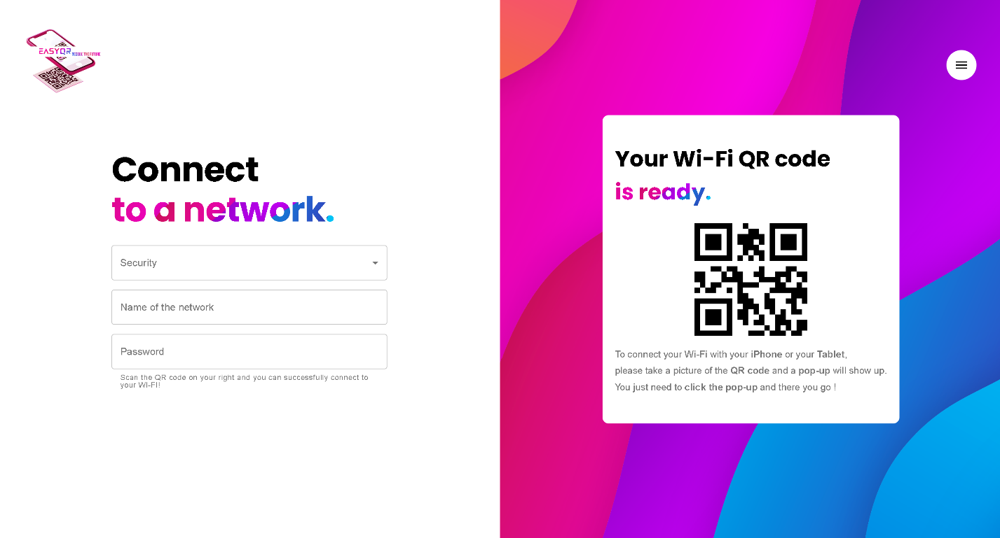 EASYQR RECODE THE FUTURE
Connect
to a network.
Security
Name of the network
Password
Scan the QR code on your right and you can successfully connect to
your WI-FI!
Your Wi-Fi QR code
is ready.
To connect your Wi-Fi with your iPhone or your Tablet,
please take a picture of the QR code and a pop-up will show up.
You just need to click the pop-up and there you go !